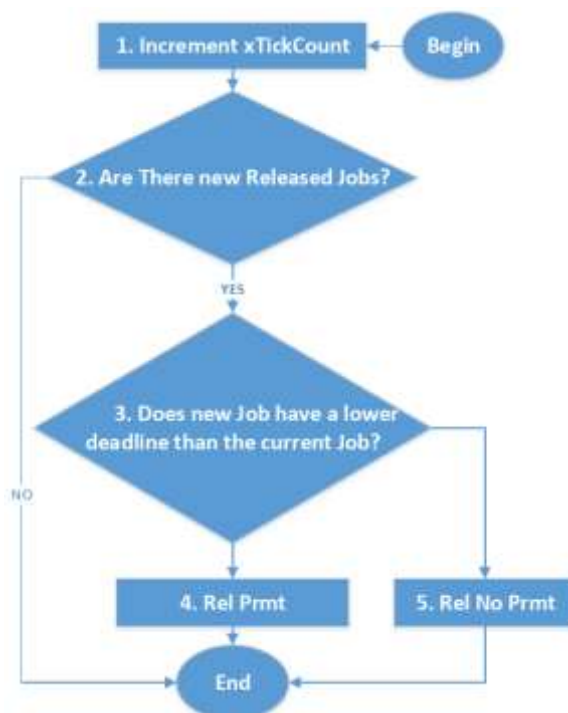 1. Increment xTickCount
Begin
2. Are There new Released Jobs?
YES
3. Does new Job have a lower
deadline than the current Job?
NO
4. Rel Prmt
5. Rel No Prmt
End